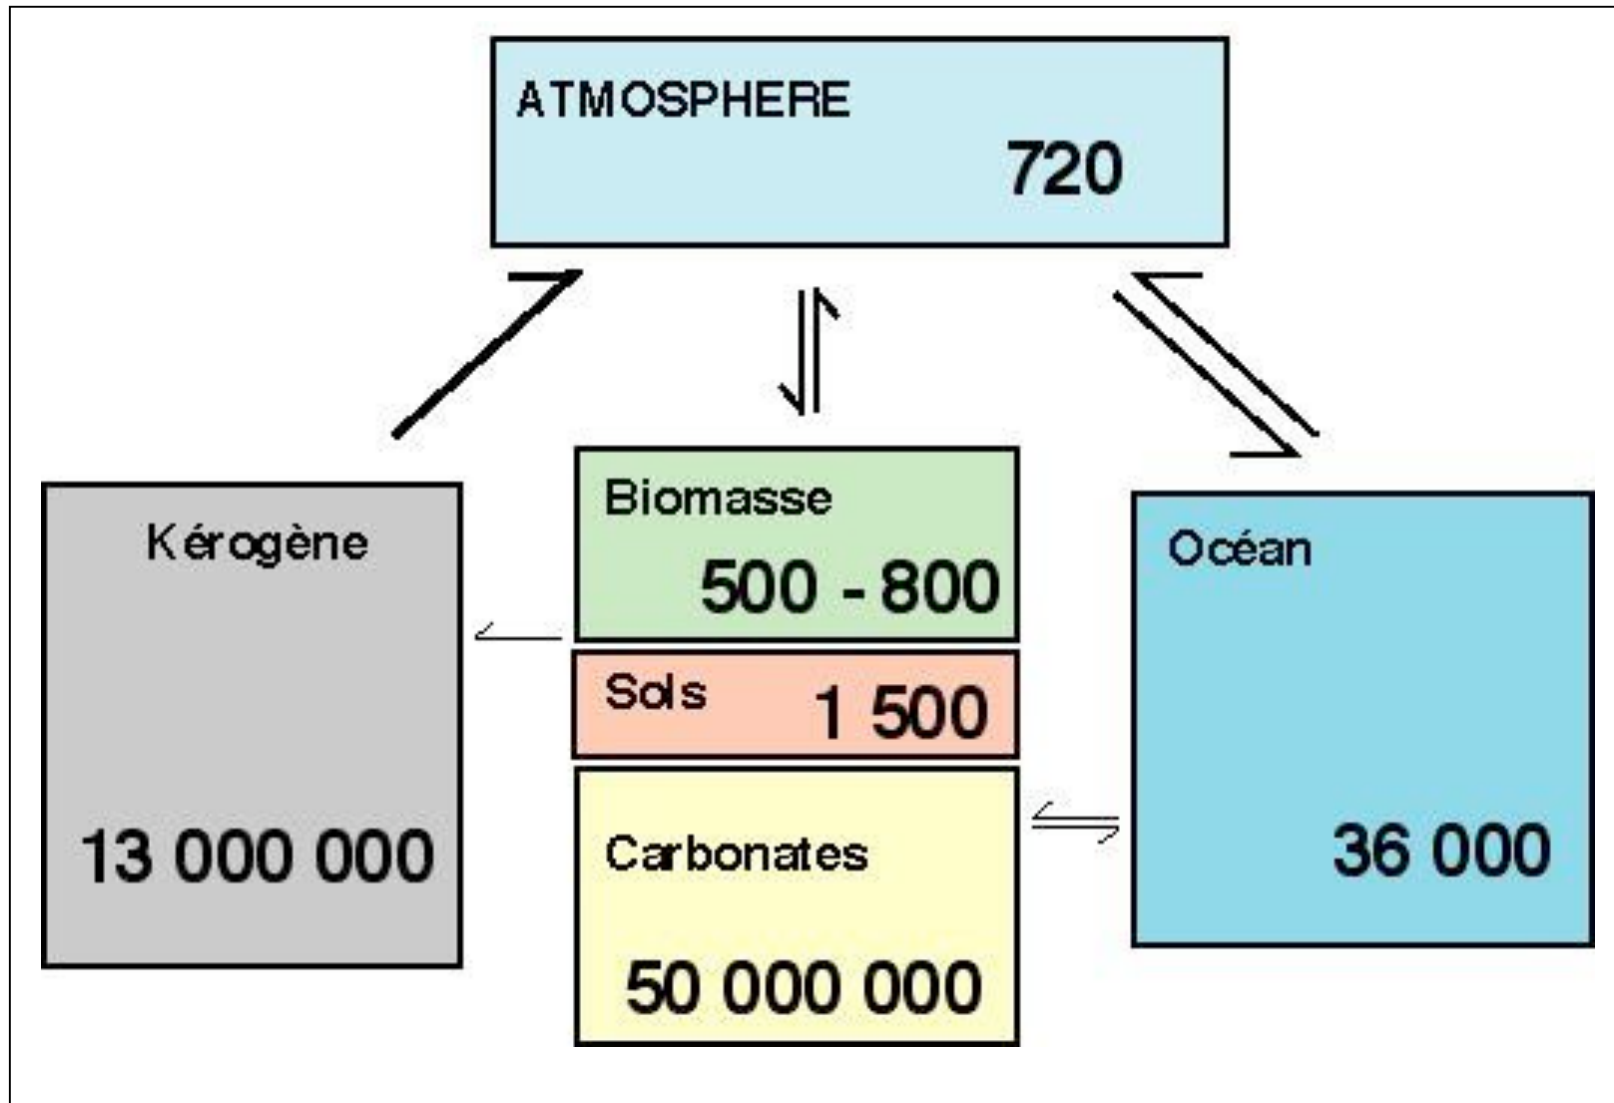 ATMOSPHERE
720
Kérogène
13 000 000
Biomasse
500 - 800
Sols 1 500
Carbonates
50 000 000
Océan
36 000